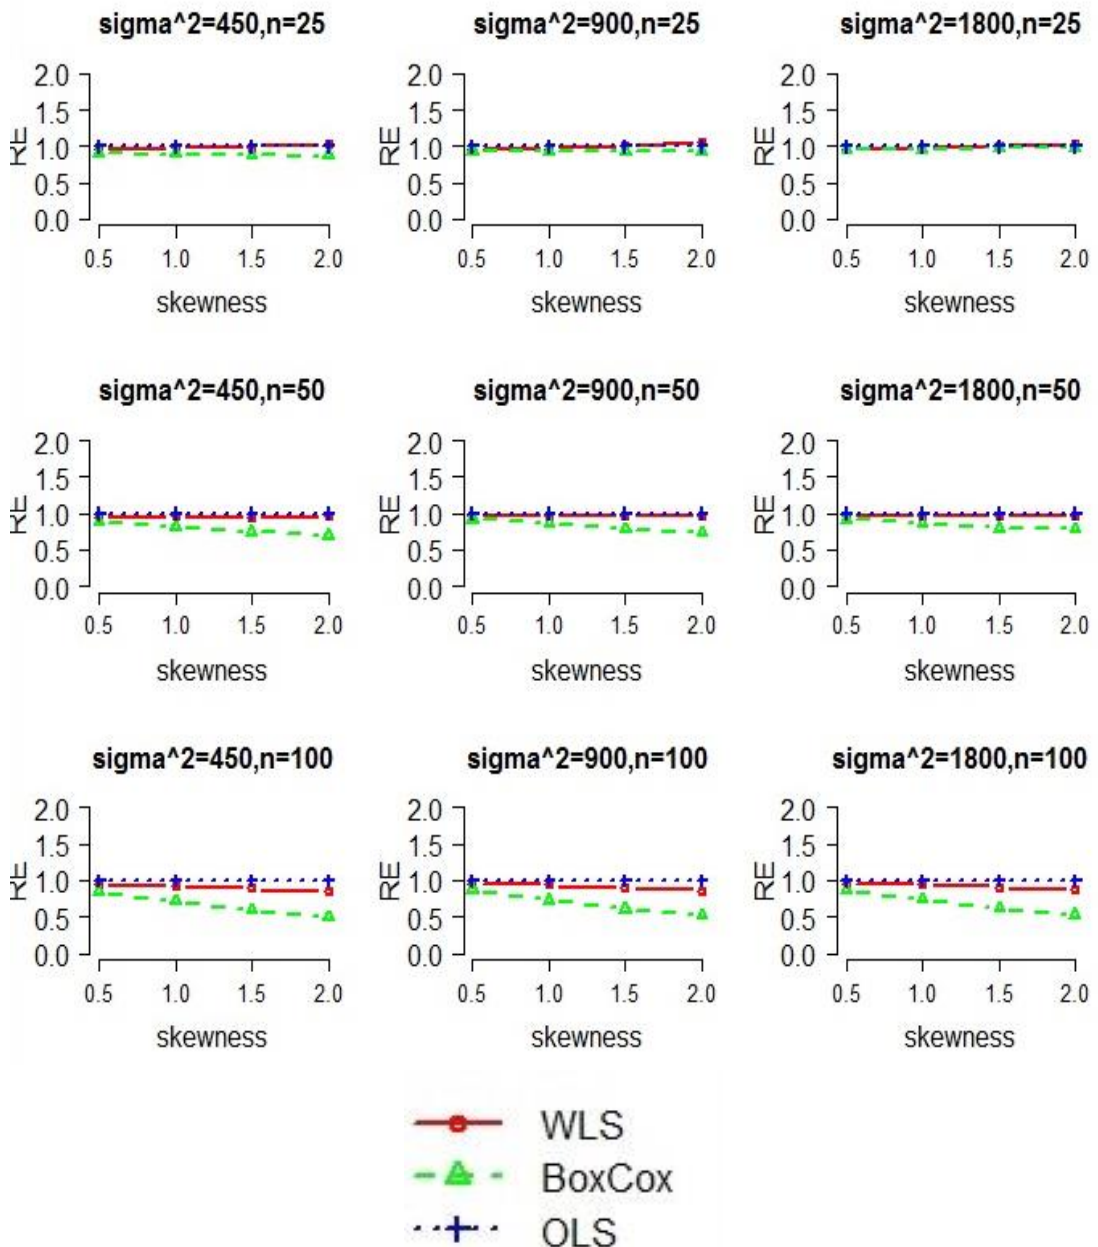 sigma^2=450,n=25 sigma^2=900,n=25 sigma^2=1800,n=25
2.0 2.0 2.0
1.5 1.5 1.5
RE 1.0 RE 1.0 RE 1.0
0.5 0.5 0.5
0.0 0.0 0.0
0.5 1.0 1.5 2.0 0.5 1.0 1.5 2.0 0.5 1.0 1.5 2.0
skewness skewness skewness
sigma^2=450,n=50 sigma^2=900,n=50 sigma^2=1800,n=50
2.0 2.0 2.0
1.5 1.5 1.5
RE 1.0 RE 1.0 RE 1.0
0.5 0.5 0.5
0.0 0.0 0.0
0.5 1.0 1.5 2.0 0.5 1.0 1.5 2.0 0.5 1.0 1.5 2.0
skewness skewness skewness
sigma^2=450,n=100 sigma^2=900,n=100 sigma^2=1800,n=100
2.0 2.0 2.0
1.5 1.5 1.5
RE 1.0 RE 1.0 RE 1.0
0.5 0.5 0.5
0.0 0.0 0.0
0.5 1.0 1.5 2.0 0.5 1.0 1.5 2.0 0.5 1.0 1.5 2.0
skewness skewness skewness
WLS
BoxCox
OLS